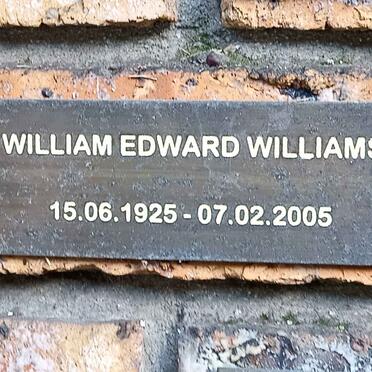 WILLIAM EDWARD WILLIAMS
15.06.1925 - 07.02.2005